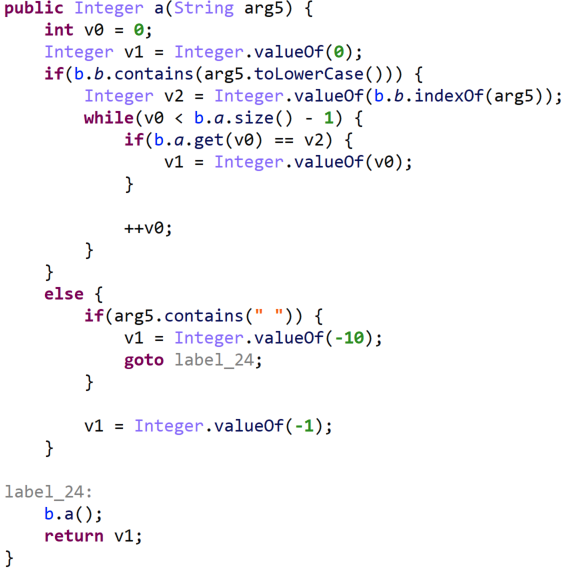 public Integer a(String arg5) {
    int v0 = 0;
    Integer v1 = Integer.valueOf(0);
    if(b.b.contains(arg5.toLowerCase())) {
        Integer v2 = Integer.valueOf(b.b.indexOf(arg5));
        while(v0 < b.a.size() - 1) {
            if(b.a.get(v0) == v2) {
                v1 = Integer.valueOf(v0);
            }

            ++v0;
        }
    }
    else {
        if(arg5.contains(" ")) {
            v1 = Integer.valueOf(-10);
            goto label_24;
        }

        v1 = Integer.valueOf(-1);
    }

label_24:
    b.a();
    return v1;
}